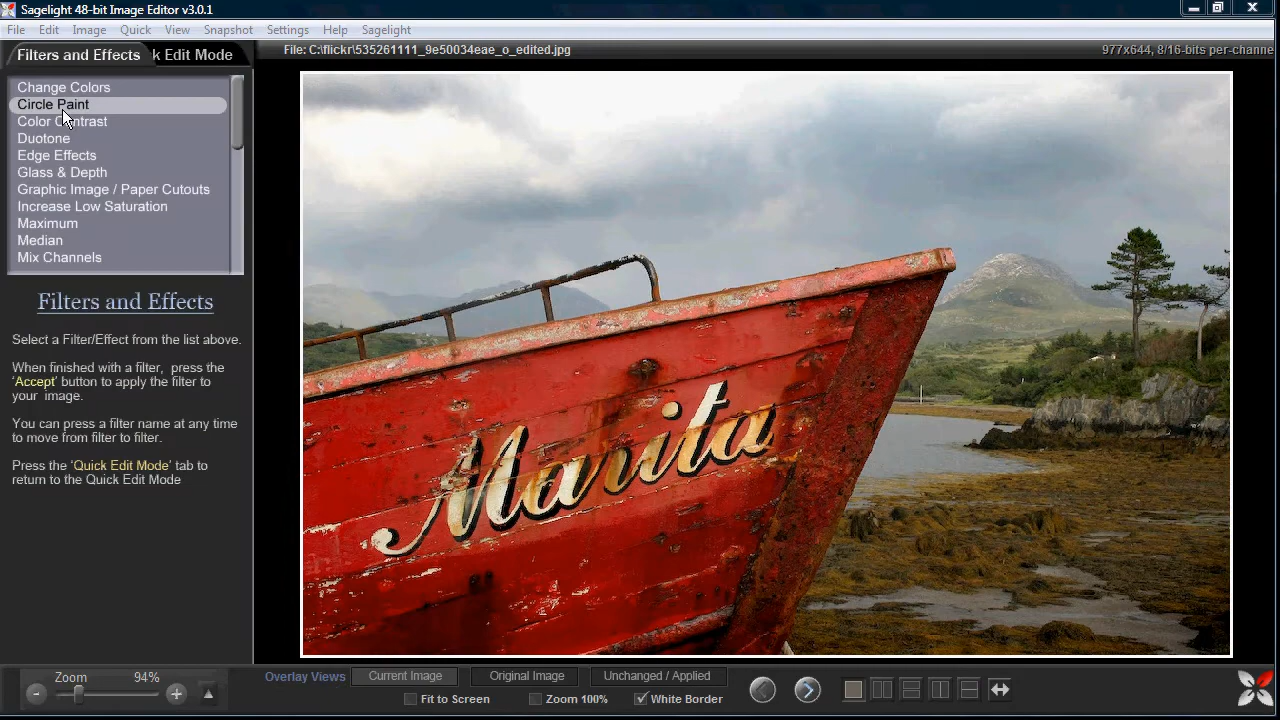 Sagelight 48-bit Image Editor v3.0.1
File Edit Image Quick View Snapshot Settings Help Sagelight
Filters and Effects k Edit Mode
File: C:\flickr\535261111_9e50034eae_o_edited.jpg
977x644, 8/16-bits per-channe
Change Colors
Circle Paint
Color Contrast
Duotone
Edge Effects
Glass & Depth
Graphic Image / Paper Cutouts
Increase Low Saturation
Maximum
Median
Mix Channels
Filters and Effects
Select a Filter/Effect from the list above.
When finished with a filter, press the
'Accept' button to apply the filter to
your image.
You can press a filter name at any time
to move from filter to filter.
Press the 'Quick Edit Mode' tab to
return to the Quick Edit Mode
Manita
Zoom 94%
Overlay Views Current Image Original Image Unchanged / Applied
Fit to Screen Zoom 100% White Border